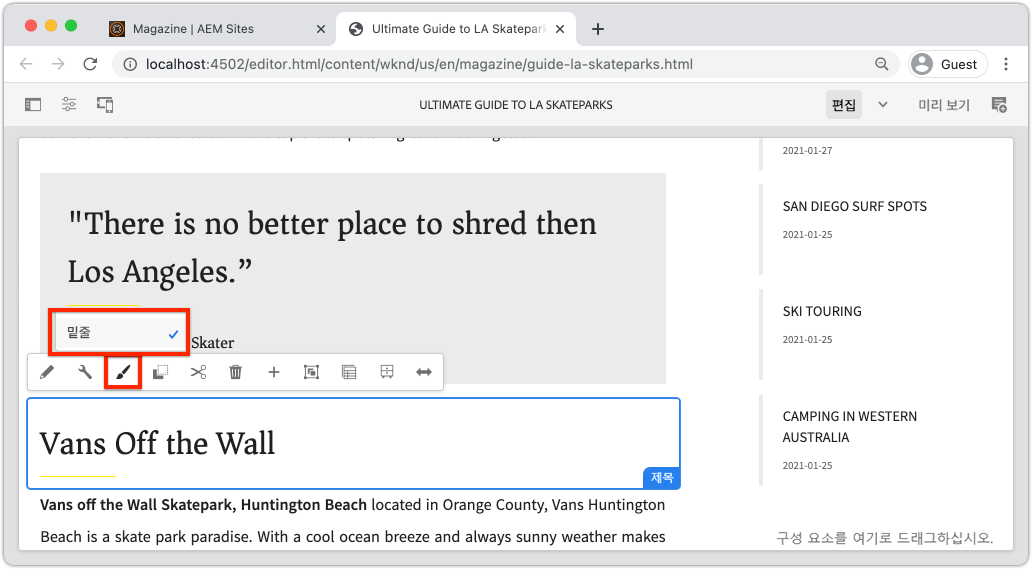 Magazine | AEM Sites
Ultimate Guide to LA Skatepark
localhost:4502/editor.html/content/wknd/us/en/magazine/guide-la-skateparks.html
Guest
ULTIMATE GUIDE TO LA SKATEPARKS
편집
미리 보기
2021-01-27
"There is no better place to shred then
Los Angeles.”
SAN DIEGO SURF SPOTS
2021-01-25
SKI TOURING
2021-01-25
밑줄
Skater
Vans Off the Wall
제목
CAMPING IN WESTERN
AUSTRALIA
2021-01-25
Vans off the Wall Skatepark, Huntington Beach located in Orange County, Vans Huntington
Beach is a skate park paradise. With a cool ocean breeze and always sunny weather makes
구성 요소를 여기로 드래그하십시오.